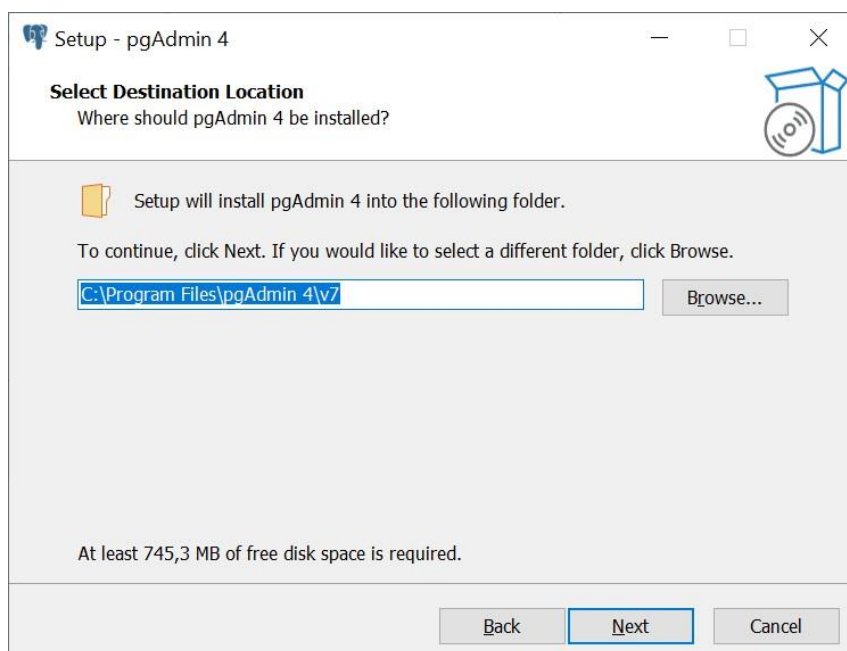 Setup - pgAdmin 4
Select Destination Location
Where should pgAdmin 4 be installed?
Setup will install pgAdmin 4 into the following folder.
To continue, click Next. If you would like to select a different folder, click Browse.
C:\Program Files\pgAdmin 4\v7
Browse...
At least 745,3 MB of free disk space is required.
Back Next Cancel